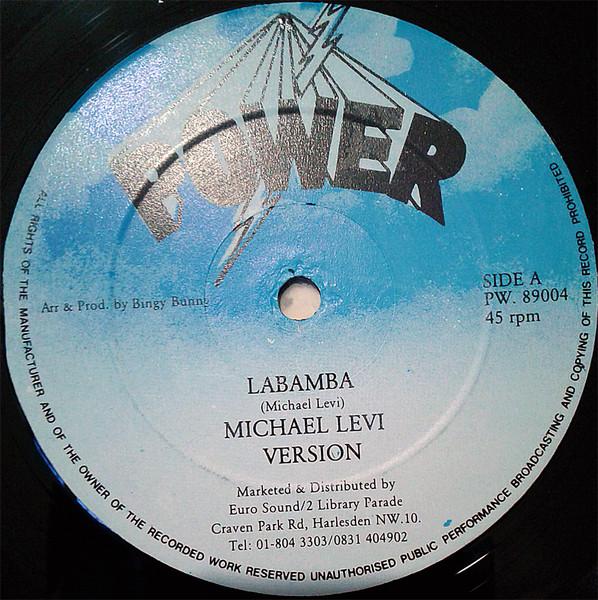 POWER
SIDE A
PW. 89004
45 rpm
Arr & Prod. by Bingy Bunny
LABAMBA
(Michael Levi)
MICHAEL LEVI
VERSION
Marketed & Distributed by
Euro Sound/2 Library Parade
Craven Park Rd, Harlesden NW.10.
Tel: 01-804 3303/0831 404902
ALL RIGHTS OF THE MANUFACTURER AND OF THE OWNER OF THE RECORDED WORK RESERVED UNAUTHORISED PUBLIC PERFORMANCE BROADCASTING AND COPYING OF THIS RECORD PROHIBITED